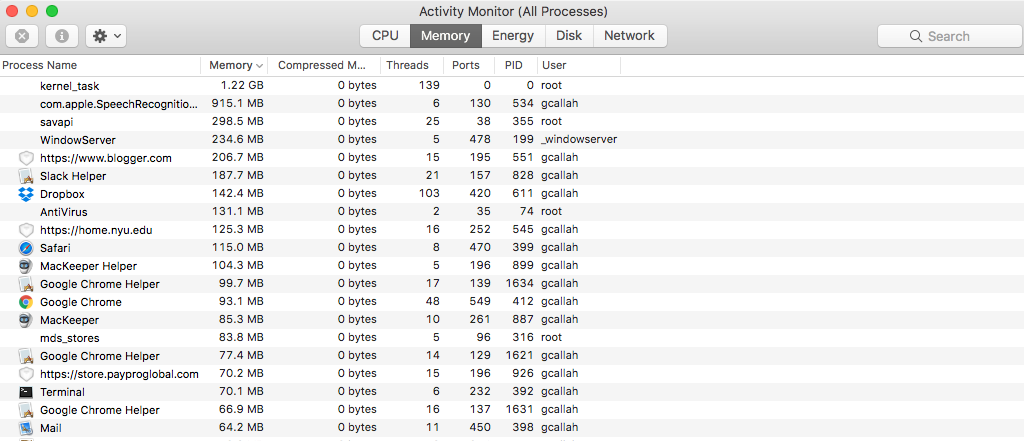 Activity Monitor (All Processes)
CPU Memory Energy Disk Network Search
Process Name Memory Compressed M... Threads Ports PID User
kernel_task 1.22 GB 0 bytes 139 0 0 root
com.apple.SpeechRecognitio... 915.1 MB 0 bytes 6 130 534 gcallah
savapi 298.5 MB 0 bytes 25 38 355 root
WindowServer 234.6 MB 0 bytes 5 478 199 _windowserver
https://www.blogger.com 206.7 MB 0 bytes 15 195 551 gcallah
Slack Helper 187.7 MB 0 bytes 21 157 828 gcallah
Dropbox 142.4 MB 0 bytes 103 420 611 gcallah
AntiVirus 131.1 MB 0 bytes 2 35 74 root
https://home.nyu.edu 125.3 MB 0 bytes 16 252 545 gcallah
Safari 115.0 MB 0 bytes 8 470 399 gcallah
MacKeeper Helper 104.3 MB 0 bytes 5 196 899 gcallah
Google Chrome Helper 99.7 MB 0 bytes 17 139 1634 gcallah
Google Chrome 93.1 MB 0 bytes 48 549 412 gcallah
MacKeeper 85.3 MB 0 bytes 10 261 887 gcallah
mds_stores 83.8 MB 0 bytes 5 96 316 root
Google Chrome Helper 77.4 MB 0 bytes 14 129 1621 gcallah
https://store.payproglobal.com 70.2 MB 0 bytes 15 196 926 gcallah
Terminal 70.1 MB 0 bytes 6 232 392 gcallah
Google Chrome Helper 66.9 MB 0 bytes 16 137 1631 gcallah
Mail 64.2 MB 0 bytes 11 450 398 gcallah